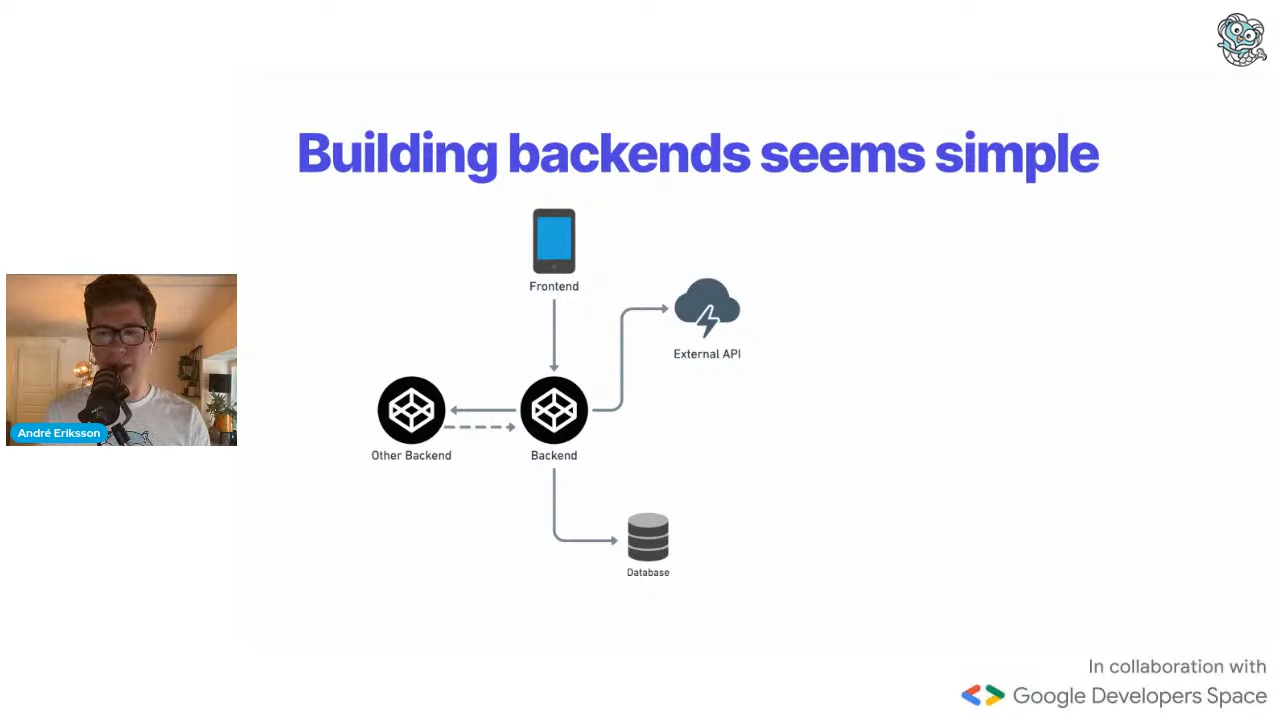 Building backends seems simple
Frontend
External API
Other Backend
Backend
Database
André Eriksson
In collaboration with
Google Developers Space